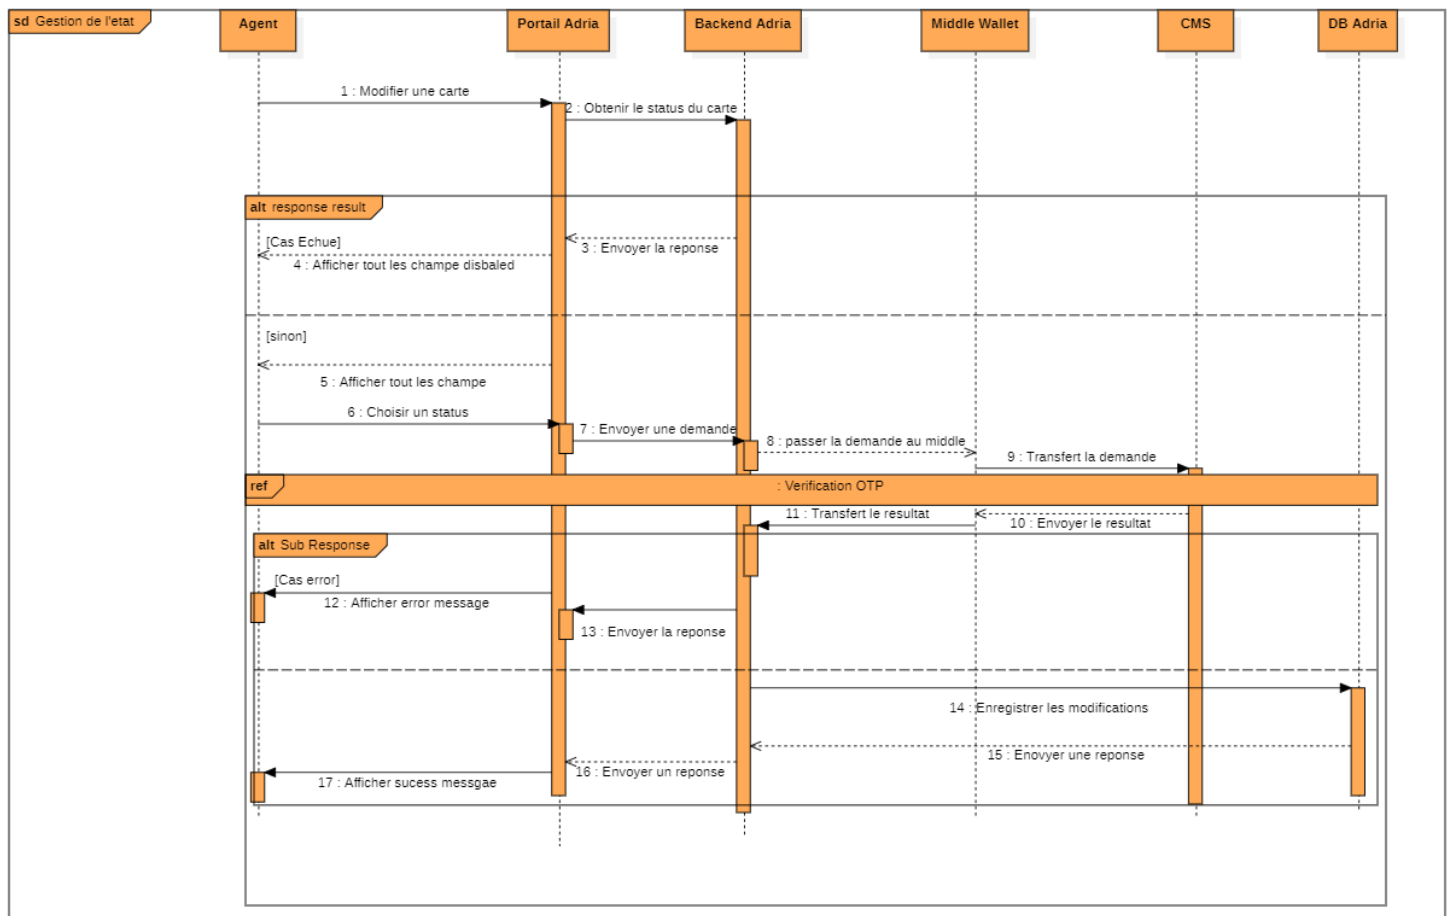 sd Gestion de l'etat
Agent
Portail Adria
Backend Adria
Middle Wallet
CMS
DB Adria
1 : Modifier une carte
2 : Obtenir le status du carte
alt response result
[Cas Echue]
3 : Envoyer la reponse
4 : Afficher tout les champe disbaled
[sinon]
5 : Afficher tout les champe
6 : Choisir un status
7 : Envoyer une demande
8 : passer la demande au middle
9 : Transfert la demande
ref
: Verification OTP
11 : Transfert le resultat
10 : Envoyer le resultat
alt Sub Response
[Cas error]
12 : Afficher error message
13 : Envoyer la reponse
14 : Enregistrer les modifications
15 : Enovyer une reponse
16 : Envoyer un reponse
17 : Afficher sucess messgae